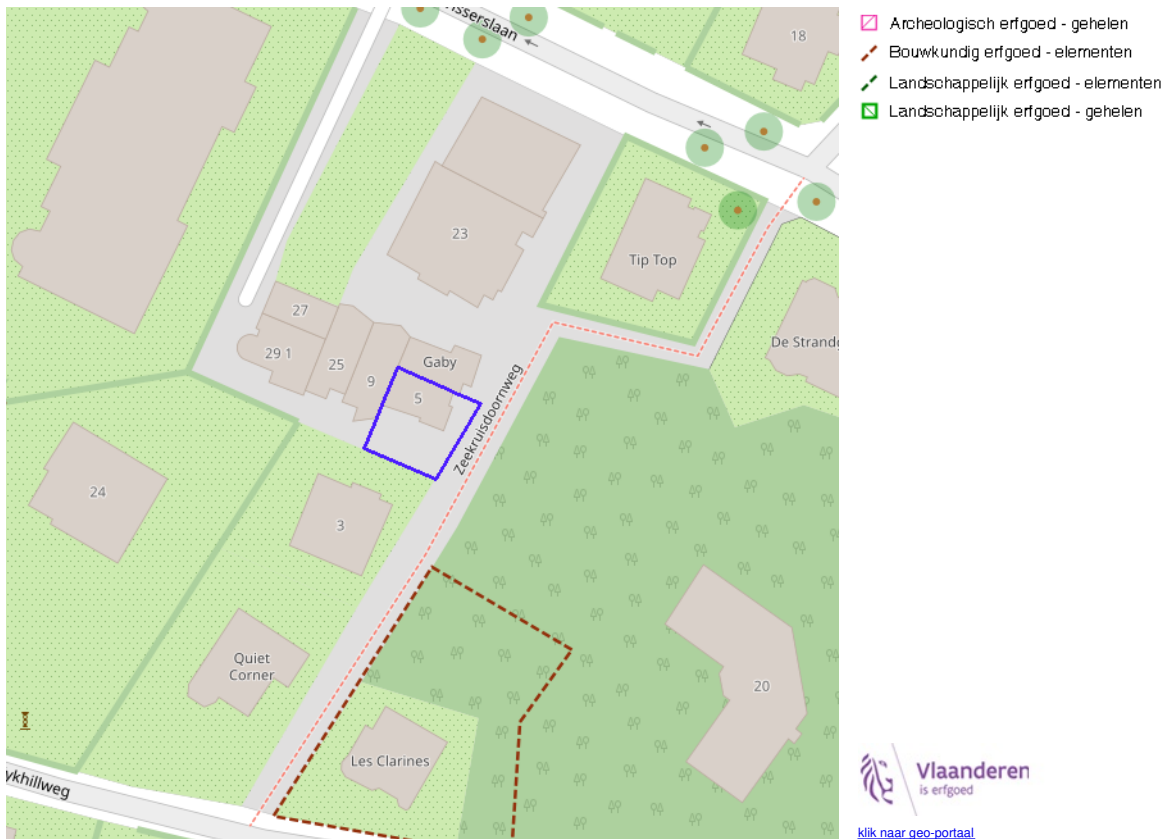 18
23
Tip Top
De Strand
27
29 1
25
9
Gaby
5
Zeekruisdoornweg
24
3
Quiet
Corner
20
Les Clarines
Archeologisch erfgoed - gehelen
Bouwkundig erfgoed - elementen
Landschappelijk erfgoed - elementen
Landschappelijk erfgoed - gehelen
Vlaanderen
is erfgoed
klik naar geo-portaal